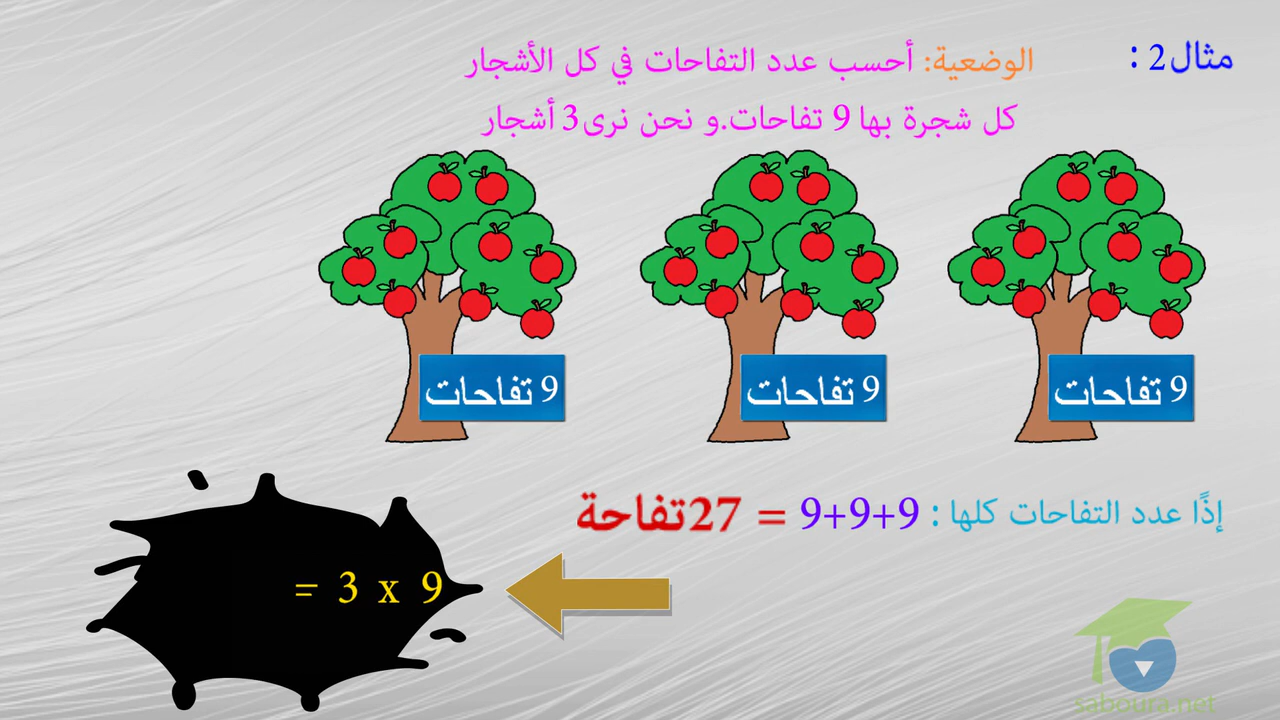 مثال2 :
الوضعية: أحسب عدد التفاحات في كل الأشجار
كل شجرة بها 9 تفاحات.و نحن نرى3 أشجار
9 تفاحات
9 تفاحات
9 تفاحات
إذًا عدد التفاحات كلها : 9+9+9 = 27تفاحة
9 x 3 =
saboura.net